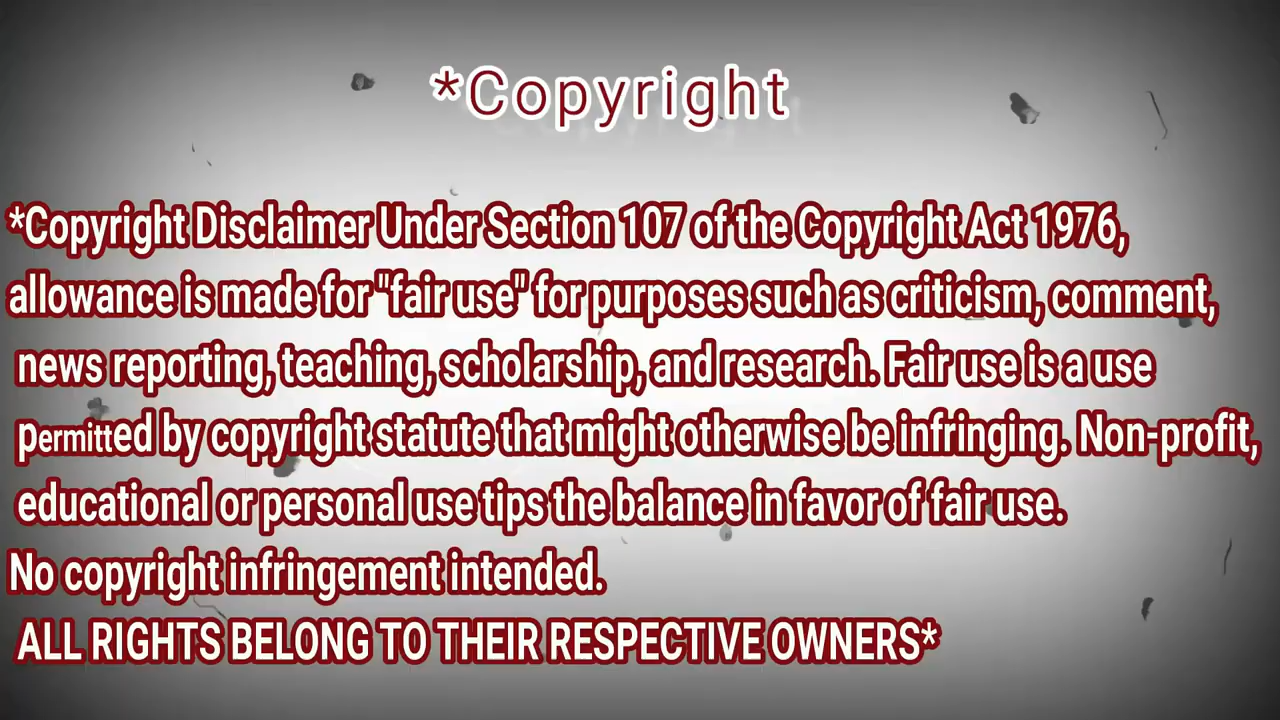 *Copyright
*Copyright Disclaimer Under Section 107 of the Copyright Act 1976,
allowance is made for "fair use" for purposes such as criticism, comment,
news reporting, teaching, scholarship, and research. Fair use is a use
permitted by copyright statute that might otherwise be infringing. Non-profit,
educational or personal use tips the balance in favor of fair use.
No copyright infringement intended.
ALL RIGHTS BELONG TO THEIR RESPECTIVE OWNERS*